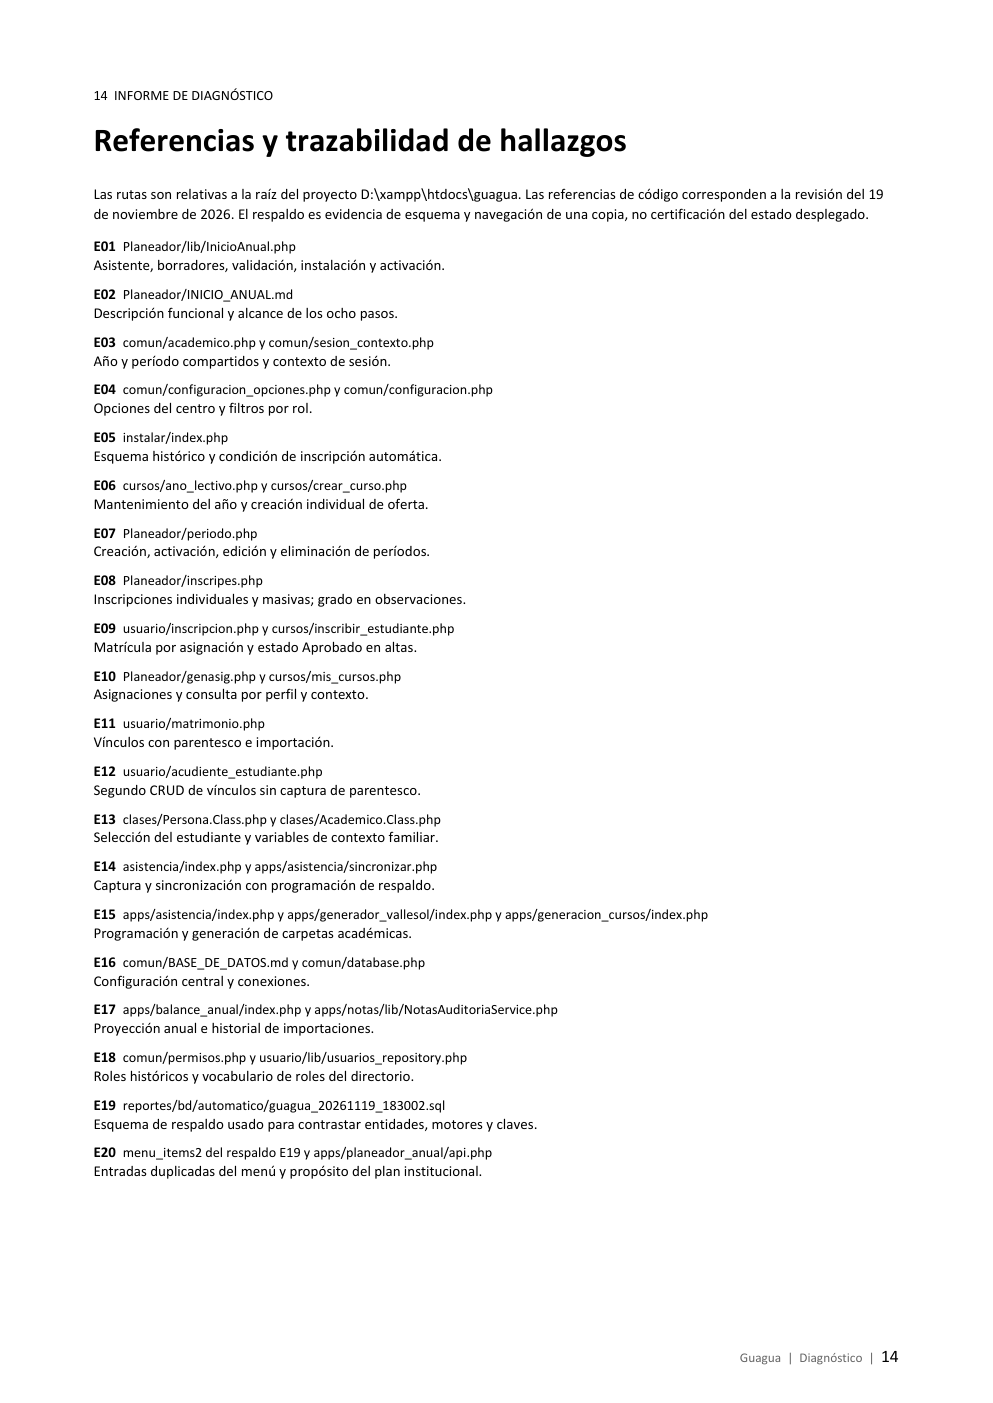 14 INFORME DE DIAGNÓSTICO
Referencias y trazabilidad de hallazgos
Las rutas son relativas a la raíz del proyecto D:\xampp\htdocs\guagua. Las referencias de código corresponden a la revisión del 19
de noviembre de 2026. El respaldo es evidencia de esquema y navegación de una copia, no certificación del estado desplegado.
E01 Planeador/lib/InicioAnual.php
Asistente, borradores, validación, instalación y activación.
E02 Planeador/INICIO_ANUAL.md
Descripción funcional y alcance de los ocho pasos.
E03 comun/academico.php y comun/sesion_contexto.php
Año y período compartidos y contexto de sesión.
E04 comun/configuracion_opciones.php y comun/configuracion.php
Opciones del centro y filtros por rol.
E05 instalar/index.php
Esquema histórico y condición de inscripción automática.
E06 cursos/ano_lectivo.php y cursos/crear_curso.php
Mantenimiento del año y creación individual de oferta.
E07 Planeador/periodo.php
Creación, activación, edición y eliminación de períodos.
E08 Planeador/inscripes.php
Inscripciones individuales y masivas; grado en observaciones.
E09 usuario/inscripcion.php y cursos/inscribir_estudiante.php
Matrícula por asignación y estado Aprobado en altas.
E10 Planeador/genasig.php y cursos/mis_cursos.php
Asignaciones y consulta por perfil y contexto.
E11 usuario/matrimonio.php
Vínculos con parentesco e importación.
E12 usuario/acudiente_estudiante.php
Segundo CRUD de vínculos sin captura de parentesco.
E13 clases/Persona.Class.php y clases/Academico.Class.php
Selección del estudiante y variables de contexto familiar.
E14 asistencia/index.php y apps/asistencia/sincronizar.php
Captura y sincronización con programación de respaldo.
E15 apps/asistencia/index.php y apps/generador_vallesol/index.php y apps/generacion_cursos/index.php
Programación y generación de carpetas académicas.
E16 comun/BASE_DE_DATOS.md y comun/database.php
Configuración central y conexiones.
E17 apps/balance_anual/index.php y apps/notas/lib/NotasAuditoriaService.php
Proyección anual e historial de importaciones.
E18 comun/permisos.php y usuario/lib/usuarios_repository.php
Roles históricos y vocabulario de roles del directorio.
E19 reportes/bd/automatico/guagua_20261119_183002.sql
Esquema de respaldo usado para contrastar entidades, motores y claves.
E20 menu_items2 del respaldo E19 y apps/planeador_anual/api.php
Entradas duplicadas del menú y propósito del plan institucional.
Guagua | Diagnóstico | 14